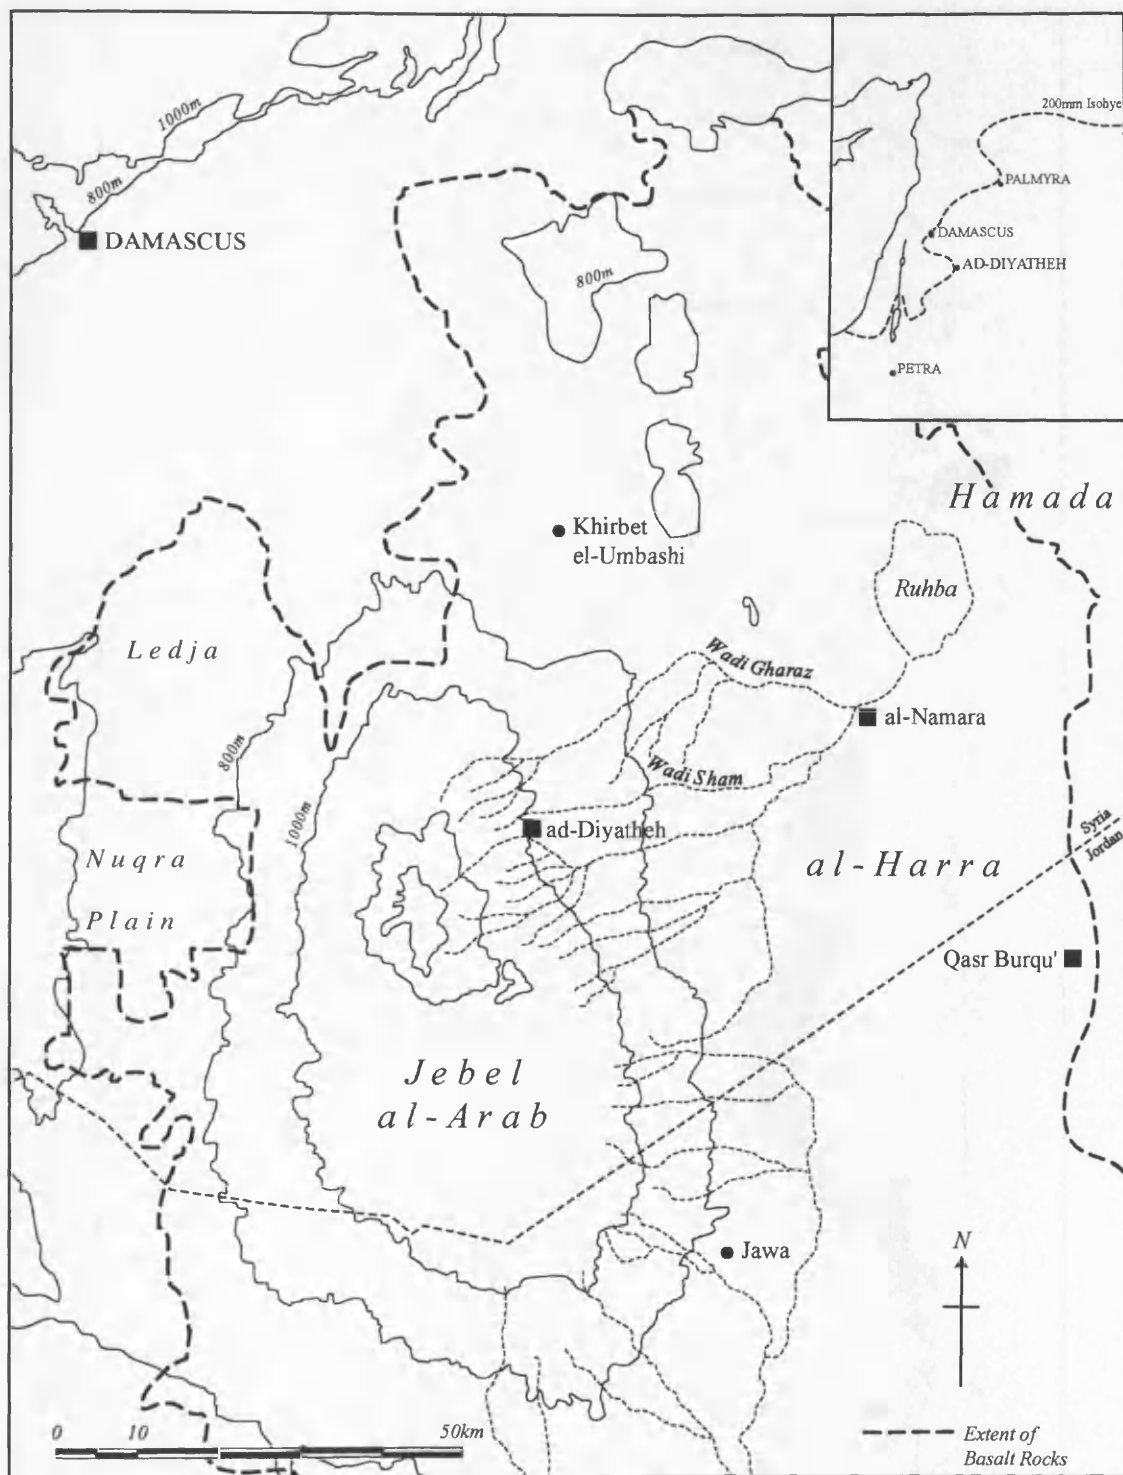 1000m
800m
DAMASCUS
800m
200mm Isohye
PALMYRA
DAMASCUS
AD-DIYATHEH
PETRA
Hamada
Khirbet
el-Umbashi
Ruhba
Ledja
Wadi Gharaz
al-Namara
800m
Wadi Sham
1000m
ad-Diyatheh
Syria
Jordan
Nuqra
Plain
al-Harra
Qasr Burqu'
Jebel
al-Arab
Jawa
N
0 10 50km
Extent of
Basalt Rocks